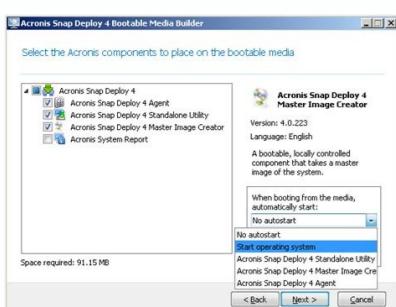 Acronis Snap Deploy 4 Bootable Media Builder
Select the Acronis components to place on the bootable media
Acronis Snap Deploy 4
Acronis Snap Deploy 4 Agent
Acronis Snap Deploy 4 Standalone Utility
Acronis Snap Deploy 4 Master Image Creator
Acronis System Report
Space required: 91.15 MB
Acronis Snap Deploy 4
Master Image Creator
Version: 4.0.223
Language: English
A bootable, locally controlled
component that takes a master
image of the system.
When booting from the media,
automatically start:
No autostart
No autostart
Start operating system
Acronis Snap Deploy 4 Standalone Utility
Acronis Snap Deploy 4 Master Image Cre
Acronis Snap Deploy 4 Agent
< Back
Next >
Cancel